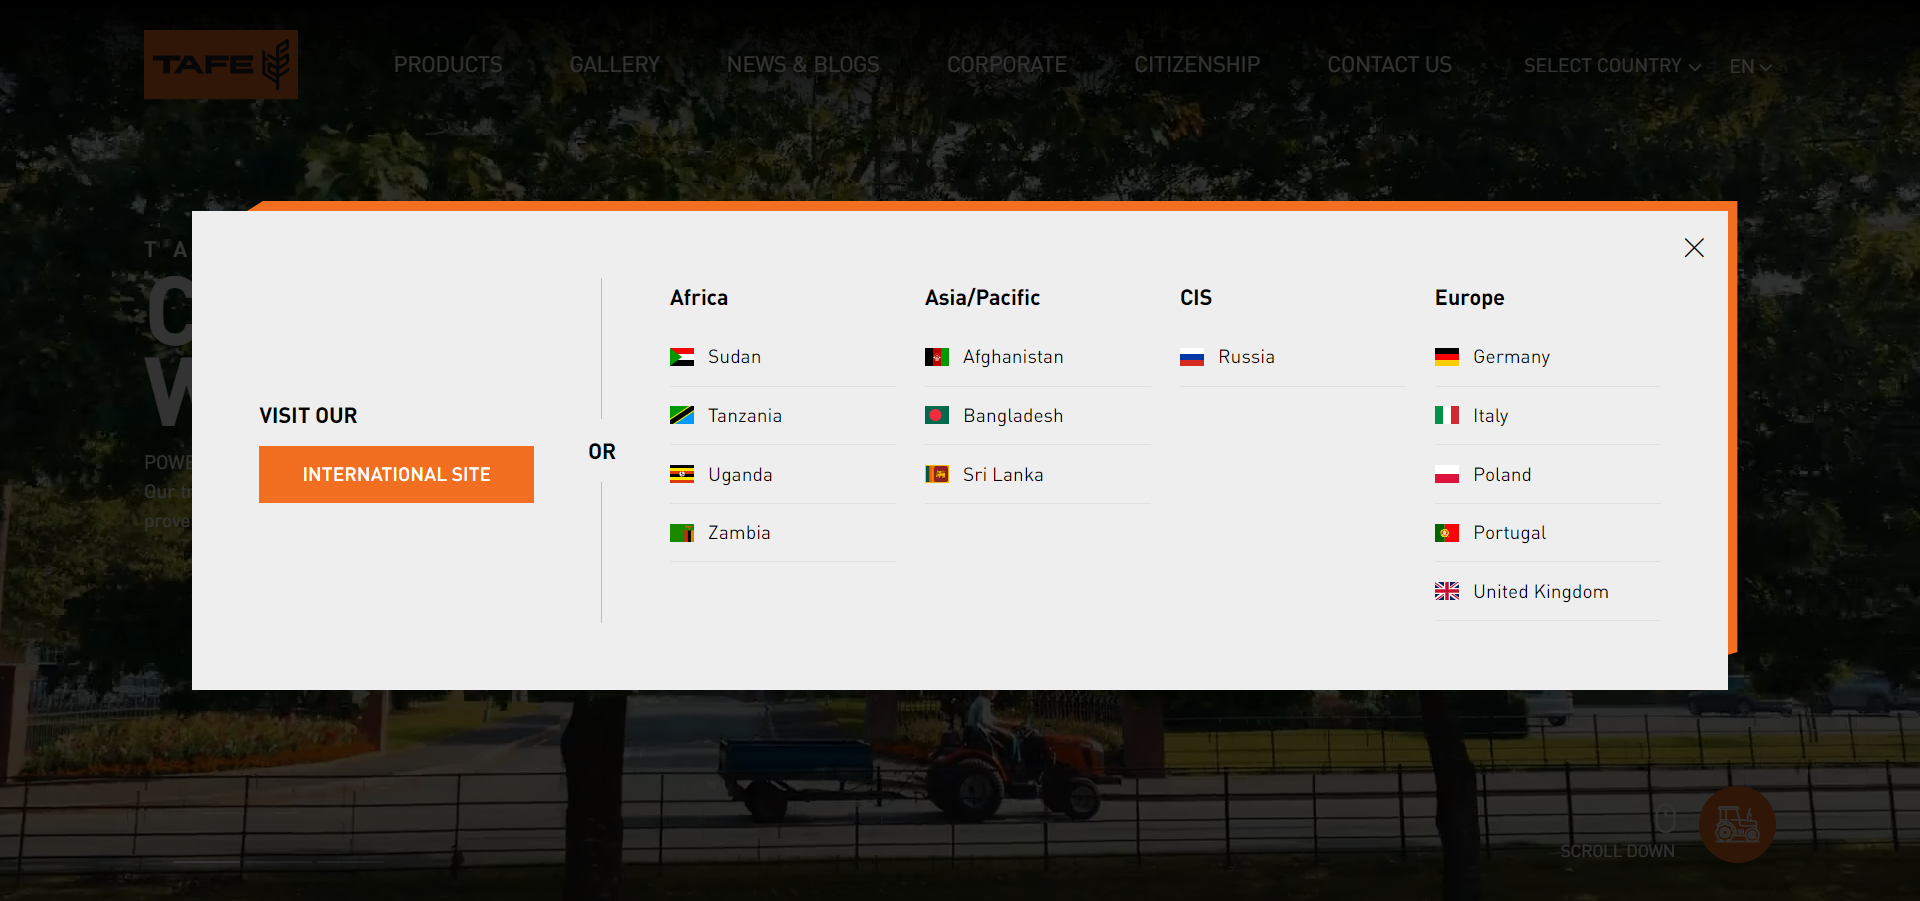 TAFE
PRODUCTS
GALLERY
NEWS & BLOGS
CORPORATE
CITIZENSHIP
CONTACT US
SELECT COUNTRY
EN
VISIT OUR
INTERNATIONAL SITE
OR
Africa
Sudan
Tanzania
Uganda
Zambia
Asia/Pacific
Afghanistan
Bangladesh
Sri Lanka
CIS
Russia
Europe
Germany
Italy
Poland
Portugal
United Kingdom
Our
SCROLL DOWN